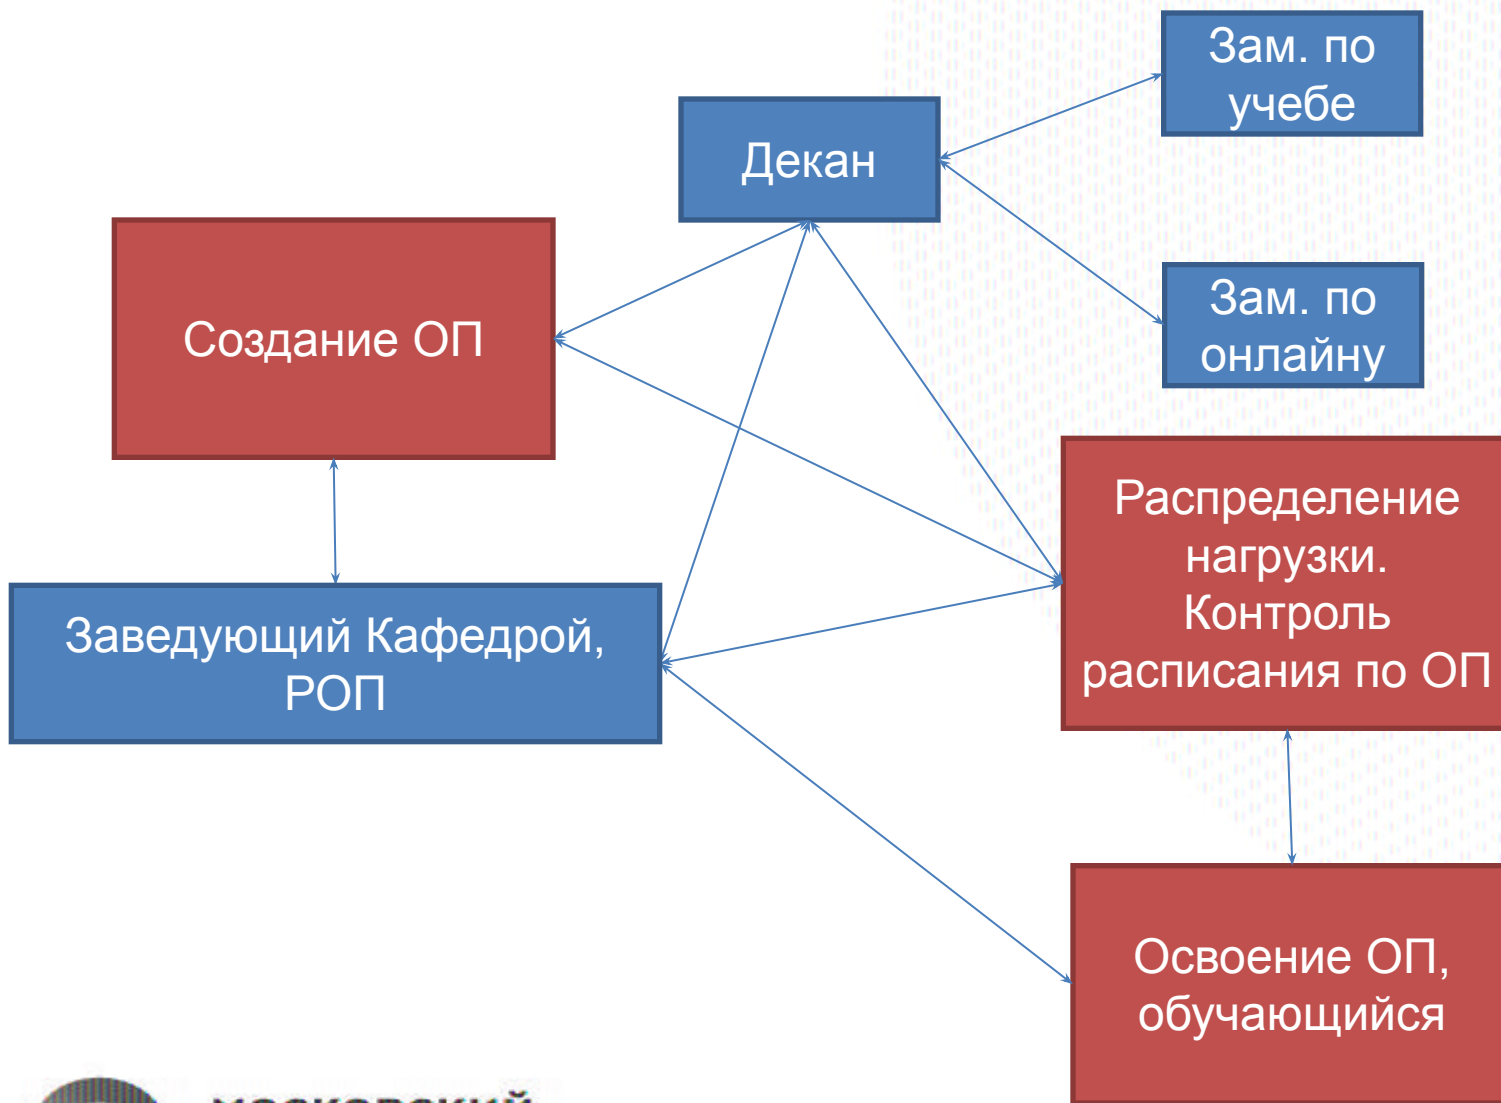 Зам. по
учебе
Декан
Создание ОП
Зам. по
онлайну
Распределение
нагрузки.
Контроль
расписания по ОП
Заведующий Кафедрой,
РОП
Освоение ОП,
обучающийся
московский